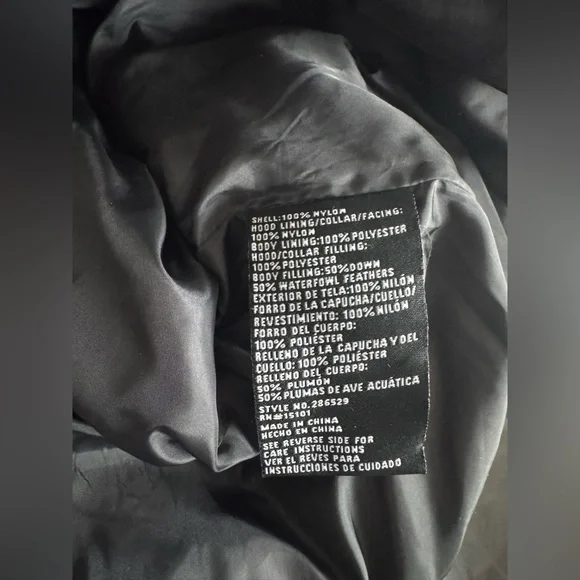 SHELL:100% NYLON
HOOD LINING/COLLAR/FACING:
100% NYLON
BODY LINING:100% POLYESTER
HOOD/COLLAR FILLING:
100% POLYESTER
BODY FILLING:50% DOWN
50% WATERFOWL FEATHERS
EXTERIOR DE TELA:100% NILÓN
FORRO DE LA CAPUCHA/CUELLO/
REVESTIMIENTO: 100% NILÓN
FORRO DEL CUERPO:
100% POLIÉSTER
RELLENO DE LA CAPUCHA Y DEL
CUELLO: 100% POLIÉSTER
RELLENO DEL CUERPO:
50% PLUMÓN
50% PLUMAS DE AVE ACUÁTICA
STYLE NO.286529
RN#15101
MADE IN CHINA
HECHO EN CHINA
SEE REVERSE SIDE FOR
CARE INSTRUCTIONS
VER EL REVES PARA
INSTRUCCIONES DE CUIDADO